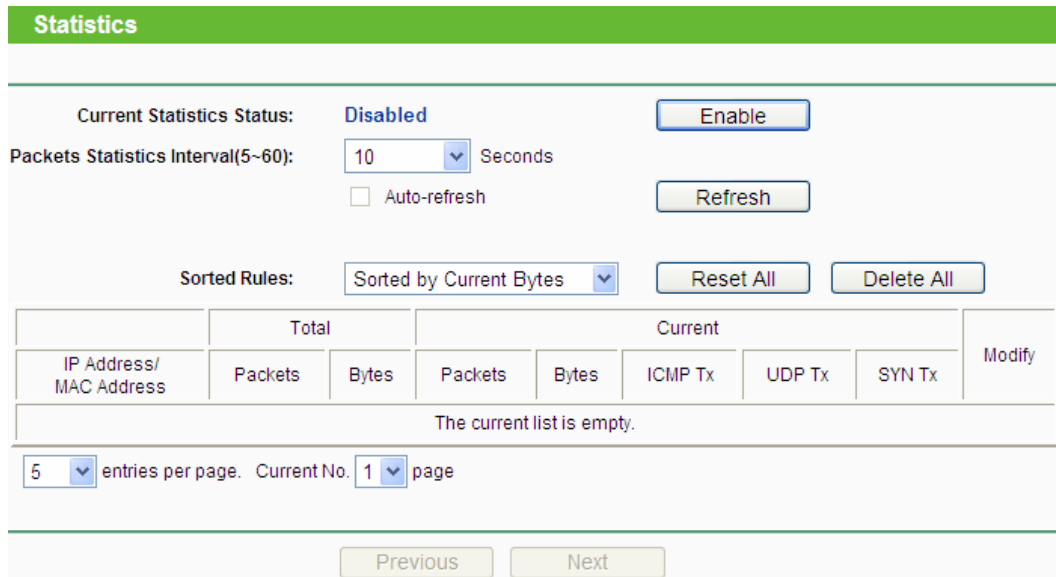 Statistics
Current Statistics Status: Disabled Enable
Packets Statistics Interval(5~60): 10 Seconds
Auto-refresh Refresh
Sorted Rules: Sorted by Current Bytes Reset All Delete All
Total Current
IP Address/ MAC Address Packets Bytes Packets Bytes ICMP Tx UDP Tx SYN Tx Modify
The current list is empty.
5 entries per page. Current No. 1 page
Previous Next